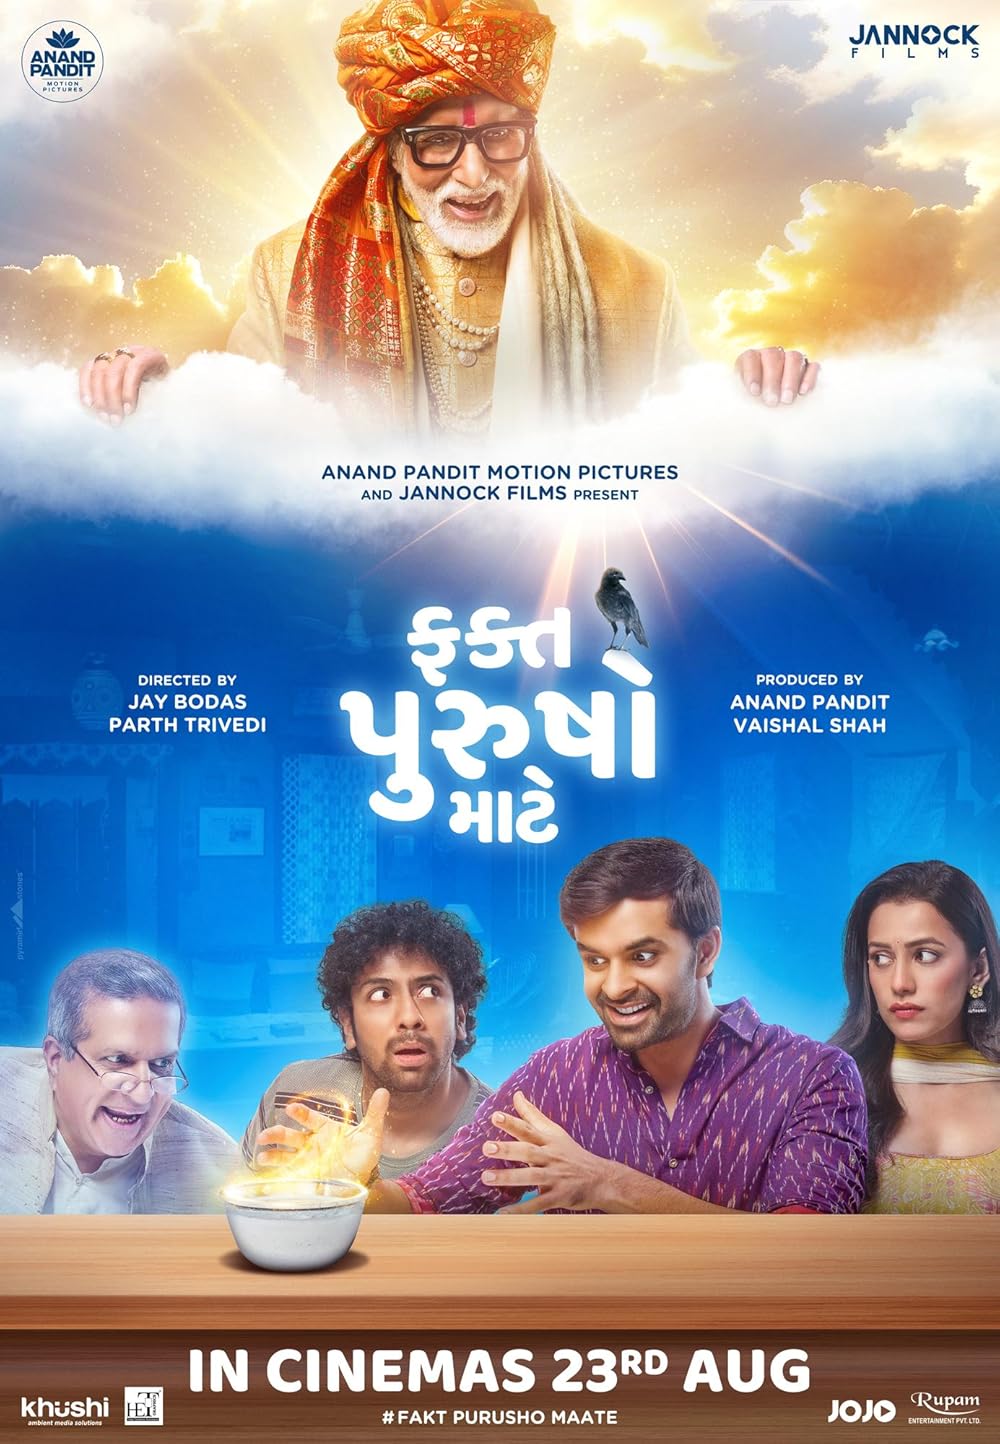 ANAND
PANDIT
MOTION
PICTURES
JANNOCK
FILMS
ANAND PANDIT MOTION PICTURES
AND JANNOCK FILMS PRESENT
ફક્ત
પુરુષો
માટે
DIRECTED BY
JAY BODAS
PARTH TRIVEDI
PRODUCED BY
ANAND PANDIT
VAISHAL SHAH
IN CINEMAS 23RD AUG
#FAKT PURUSHO MAATE
khushi
ambient media solutions
JOJO
Rupam
ENTERTAINMENT PVT. LTD.